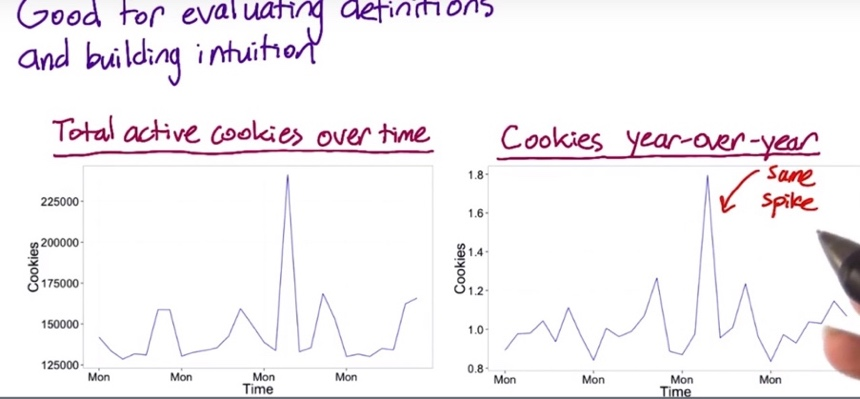 Good for evaluating definitions
and building intuition
Total active cookies over time
225000
200000
175000
150000
125000
Cookies
Mon
Mon
Mon
Mon
Time
Cookies year-over-year
same
spike
1.8
1.6
1.4
1.2
1.0
0.8
Cookies
Mon
Mon
Mon
Mon
Time